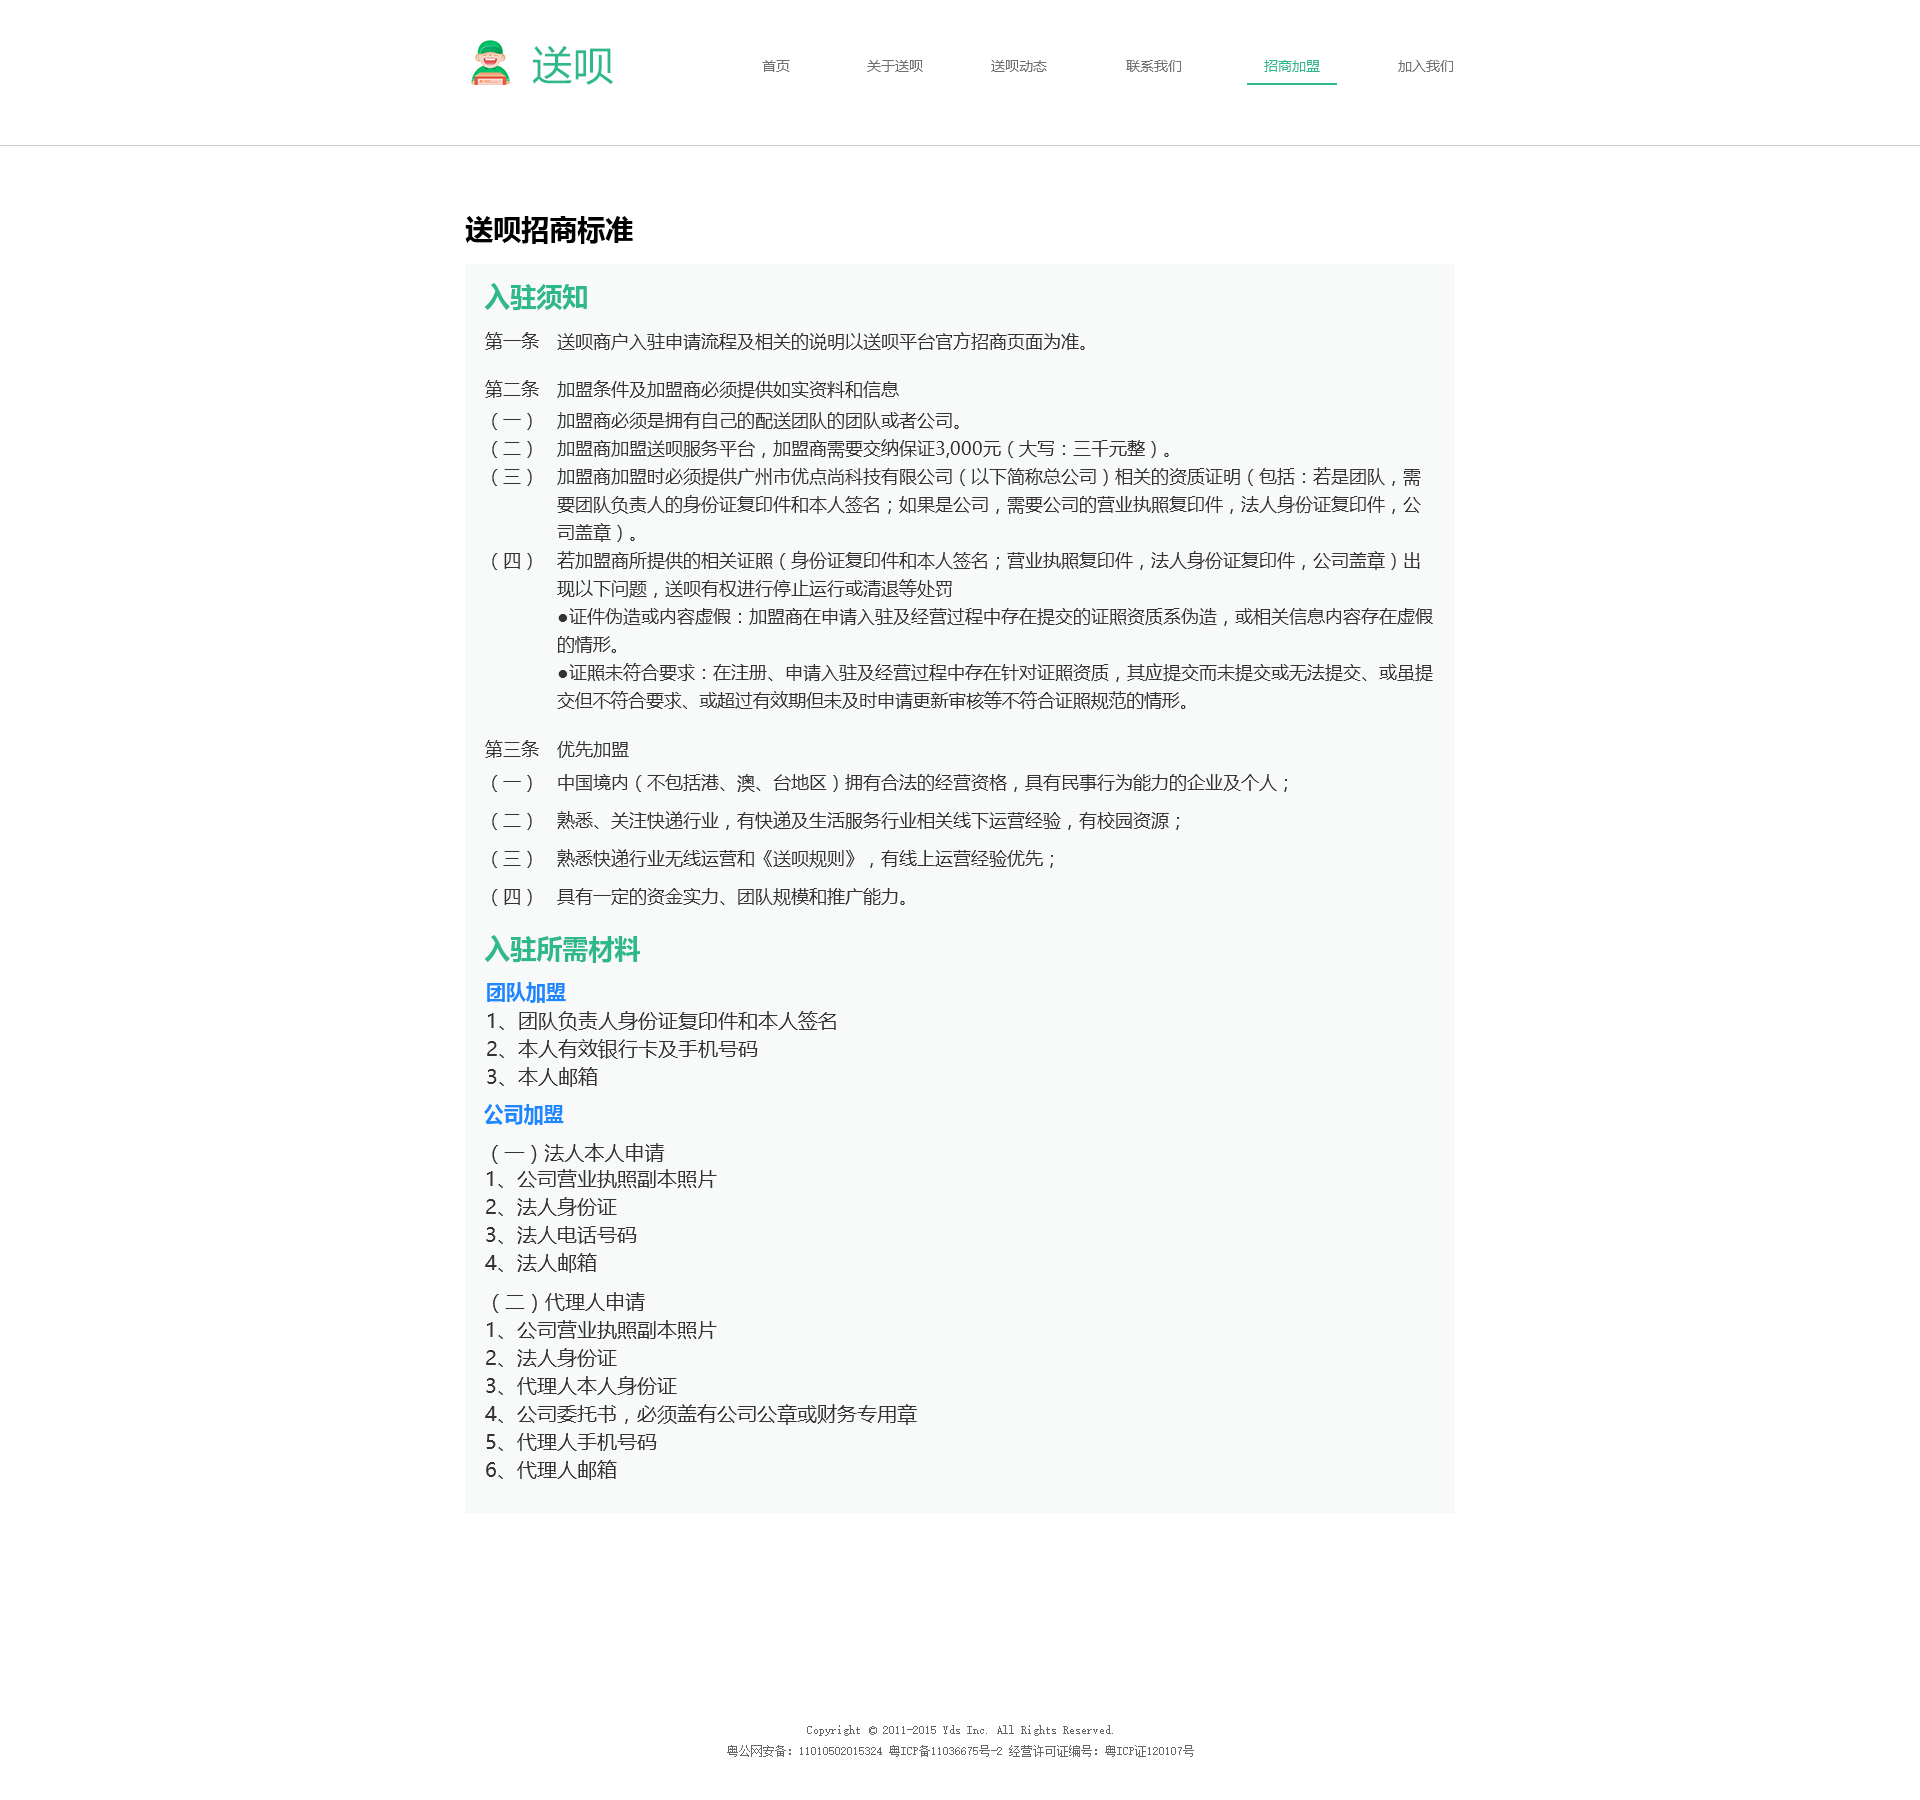 送呗
首页 关于送呗 送呗动态 联系我们 招商加盟 加入我们
送呗招商标准
入驻须知
第一条 送呗商户入驻申请流程及相关的说明以送呗平台官方招商页面为准。
第二条 加盟条件及加盟商必须提供如实资料和信息
（一） 加盟商必须是拥有自己的配送团队的团队或者公司。
（二） 加盟商加盟送呗服务平台，加盟商需要交纳保证3,000元（大写：三千元整）。
（三） 加盟商加盟时必须提供广州市优点尚科技有限公司（以下简称总公司）相关的资质证明（包括：若是团队，需
要团队负责人的身份证复印件和本人签名；如果是公司，需要公司的营业执照复印件，法人身份证复印件，公
司盖章）。
（四） 若加盟商所提供的相关证照（身份证复印件和本人签名；营业执照复印件，法人身份证复印件，公司盖章）出
现以下问题，送呗有权进行停止运行或清退等处罚
●证件伪造或内容虚假：加盟商在申请入驻及经营过程中存在提交的证照资质系伪造，或相关信息内容存在虚假
的情形。
●证照未符合要求：在注册、申请入驻及经营过程中存在针对证照资质，其应提交而未提交或无法提交、或虽提
交但不符合要求、或超过有效期但未及时申请更新审核等不符合证照规范的情形。
第三条 优先加盟
（一） 中国境内（不包括港、澳、台地区）拥有合法的经营资格，具有民事行为能力的企业及个人；
（二） 熟悉、关注快递行业，有快递及生活服务行业相关线下运营经验，有校园资源；
（三） 熟悉快递行业无线运营和《送呗规则》，有线上运营经验优先；
（四） 具有一定的资金实力、团队规模和推广能力。
入驻所需材料
团队加盟
1、团队负责人身份证复印件和本人签名
2、本人有效银行卡及手机号码
3、本人邮箱
公司加盟
（一）法人本人申请
1、公司营业执照副本照片
2、法人身份证
3、法人电话号码
4、法人邮箱
（二）代理人申请
1、公司营业执照副本照片
2、法人身份证
3、代理人本人身份证
4、公司委托书，必须盖有公司公章或财务专用章
5、代理人手机号码
6、代理人邮箱
Copyright © 2011-2015 Yds Inc. All Rights Reserved.
粤公网安备：11010502015324 粤ICP备11036675号-2 经营许可证编号：粤ICP证120107号